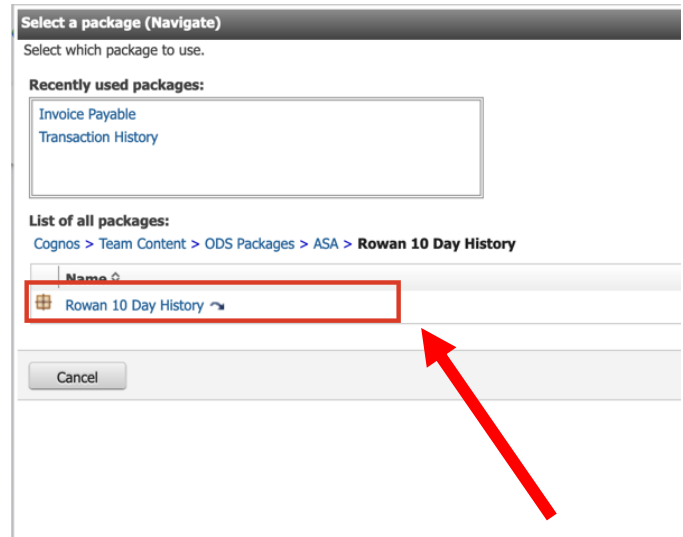 Select a package (Navigate)
Select which package to use.
Recently used packages:
Invoice Payable
Transaction History
List of all packages:
Cognos > Team Content > ODS Packages > ASA > Rowan 10 Day History
Name
Rowan 10 Day History
Cancel